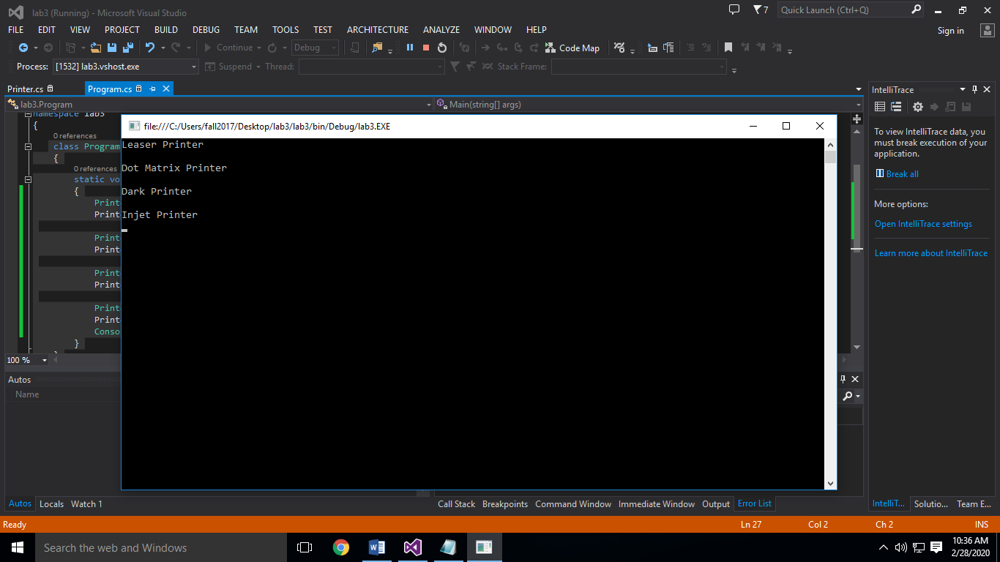 lab3 (Running) - Microsoft Visual Studio
7
Quick Launch (Ctrl+Q)
FILE EDIT VIEW PROJECT BUILD DEBUG TEAM TOOLS TEST ARCHITECTURE ANALYZE WINDOW HELP
Sign in
Continue Debug Code Map
Process: [1532] lab3.vshost.exe Suspend Thread: Stack Frame:
Printer.cs Program.cs
lab3.Program Main(string[] args)
namespace lab3
{
0 references
class Program
{
0 references
static vo
{
Print
Print
Print
Print
Print
Print
Print
Print
Conso
}
100 %
file:///C:/Users/fall2017/Desktop/lab3/lab3/bin/Debug/lab3.EXE
Leaser Printer
Dot Matrix Printer
Dark Printer
Injet Printer
IntelliTrace
To view IntelliTrace data, you
must break execution of your
application.
Break all
More options:
Open IntelliTrace settings
Learn more about IntelliTrace
Autos
Name
Autos Locals Watch 1
Call Stack Breakpoints Command Window Immediate Window Output Error List
IntelliT... Solutio... Team E...
Ready Ln 27 Col 2 Ch 2 INS
Search the web and Windows
10:36 AM
2/28/2020